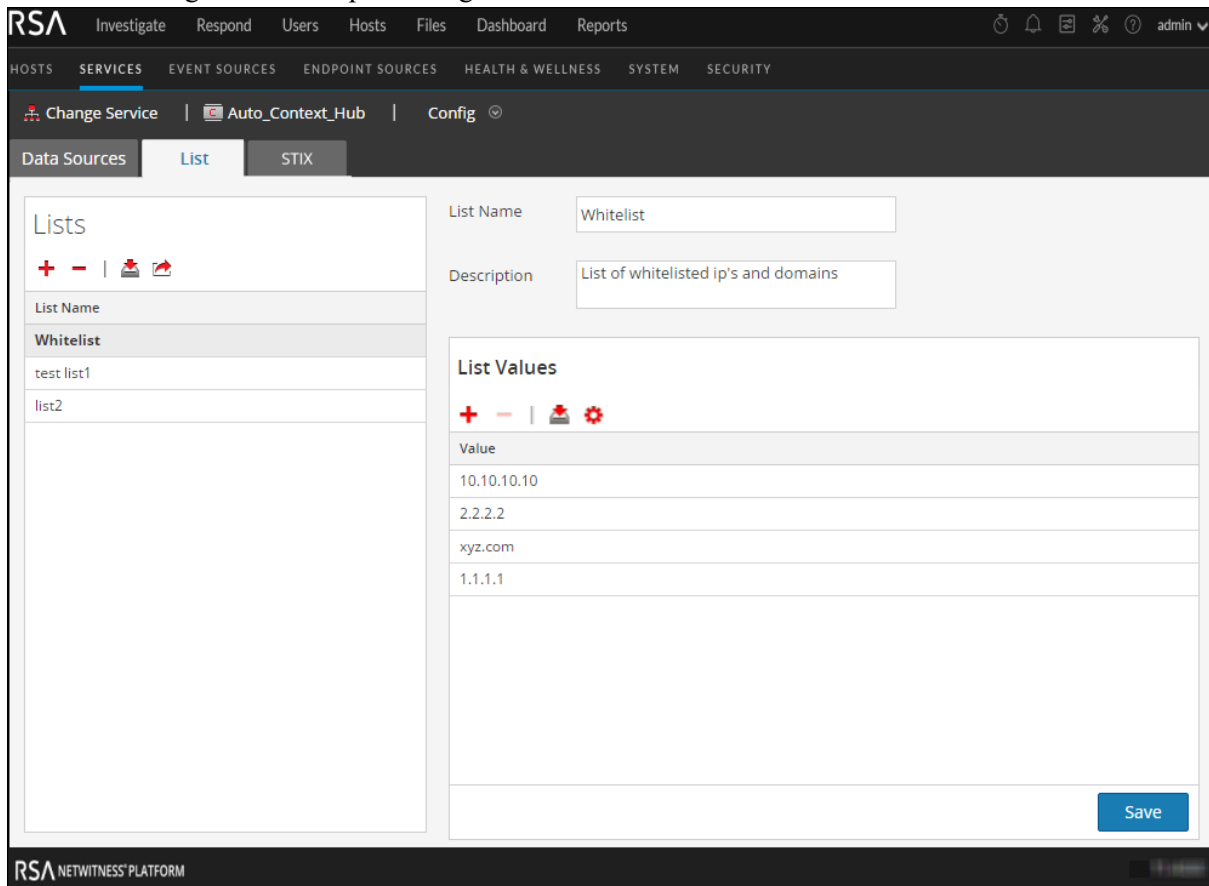 RSA Investigate Respond Users Hosts Files Dashboard Reports admin
HOSTS SERVICES EVENT SOURCES ENDPOINT SOURCES HEALTH & WELLNESS SYSTEM SECURITY
Change Service | Auto_Context_Hub | Config
Data Sources List STIX
Lists
List Name
Whitelist
test list1
list2
List Name Whitelist
Description List of whitelisted ip's and domains
List Values
Value
10.10.10.10
2.2.2.2
xyz.com
1.1.1.1
Save
RSA NETWITNESS® PLATFORM